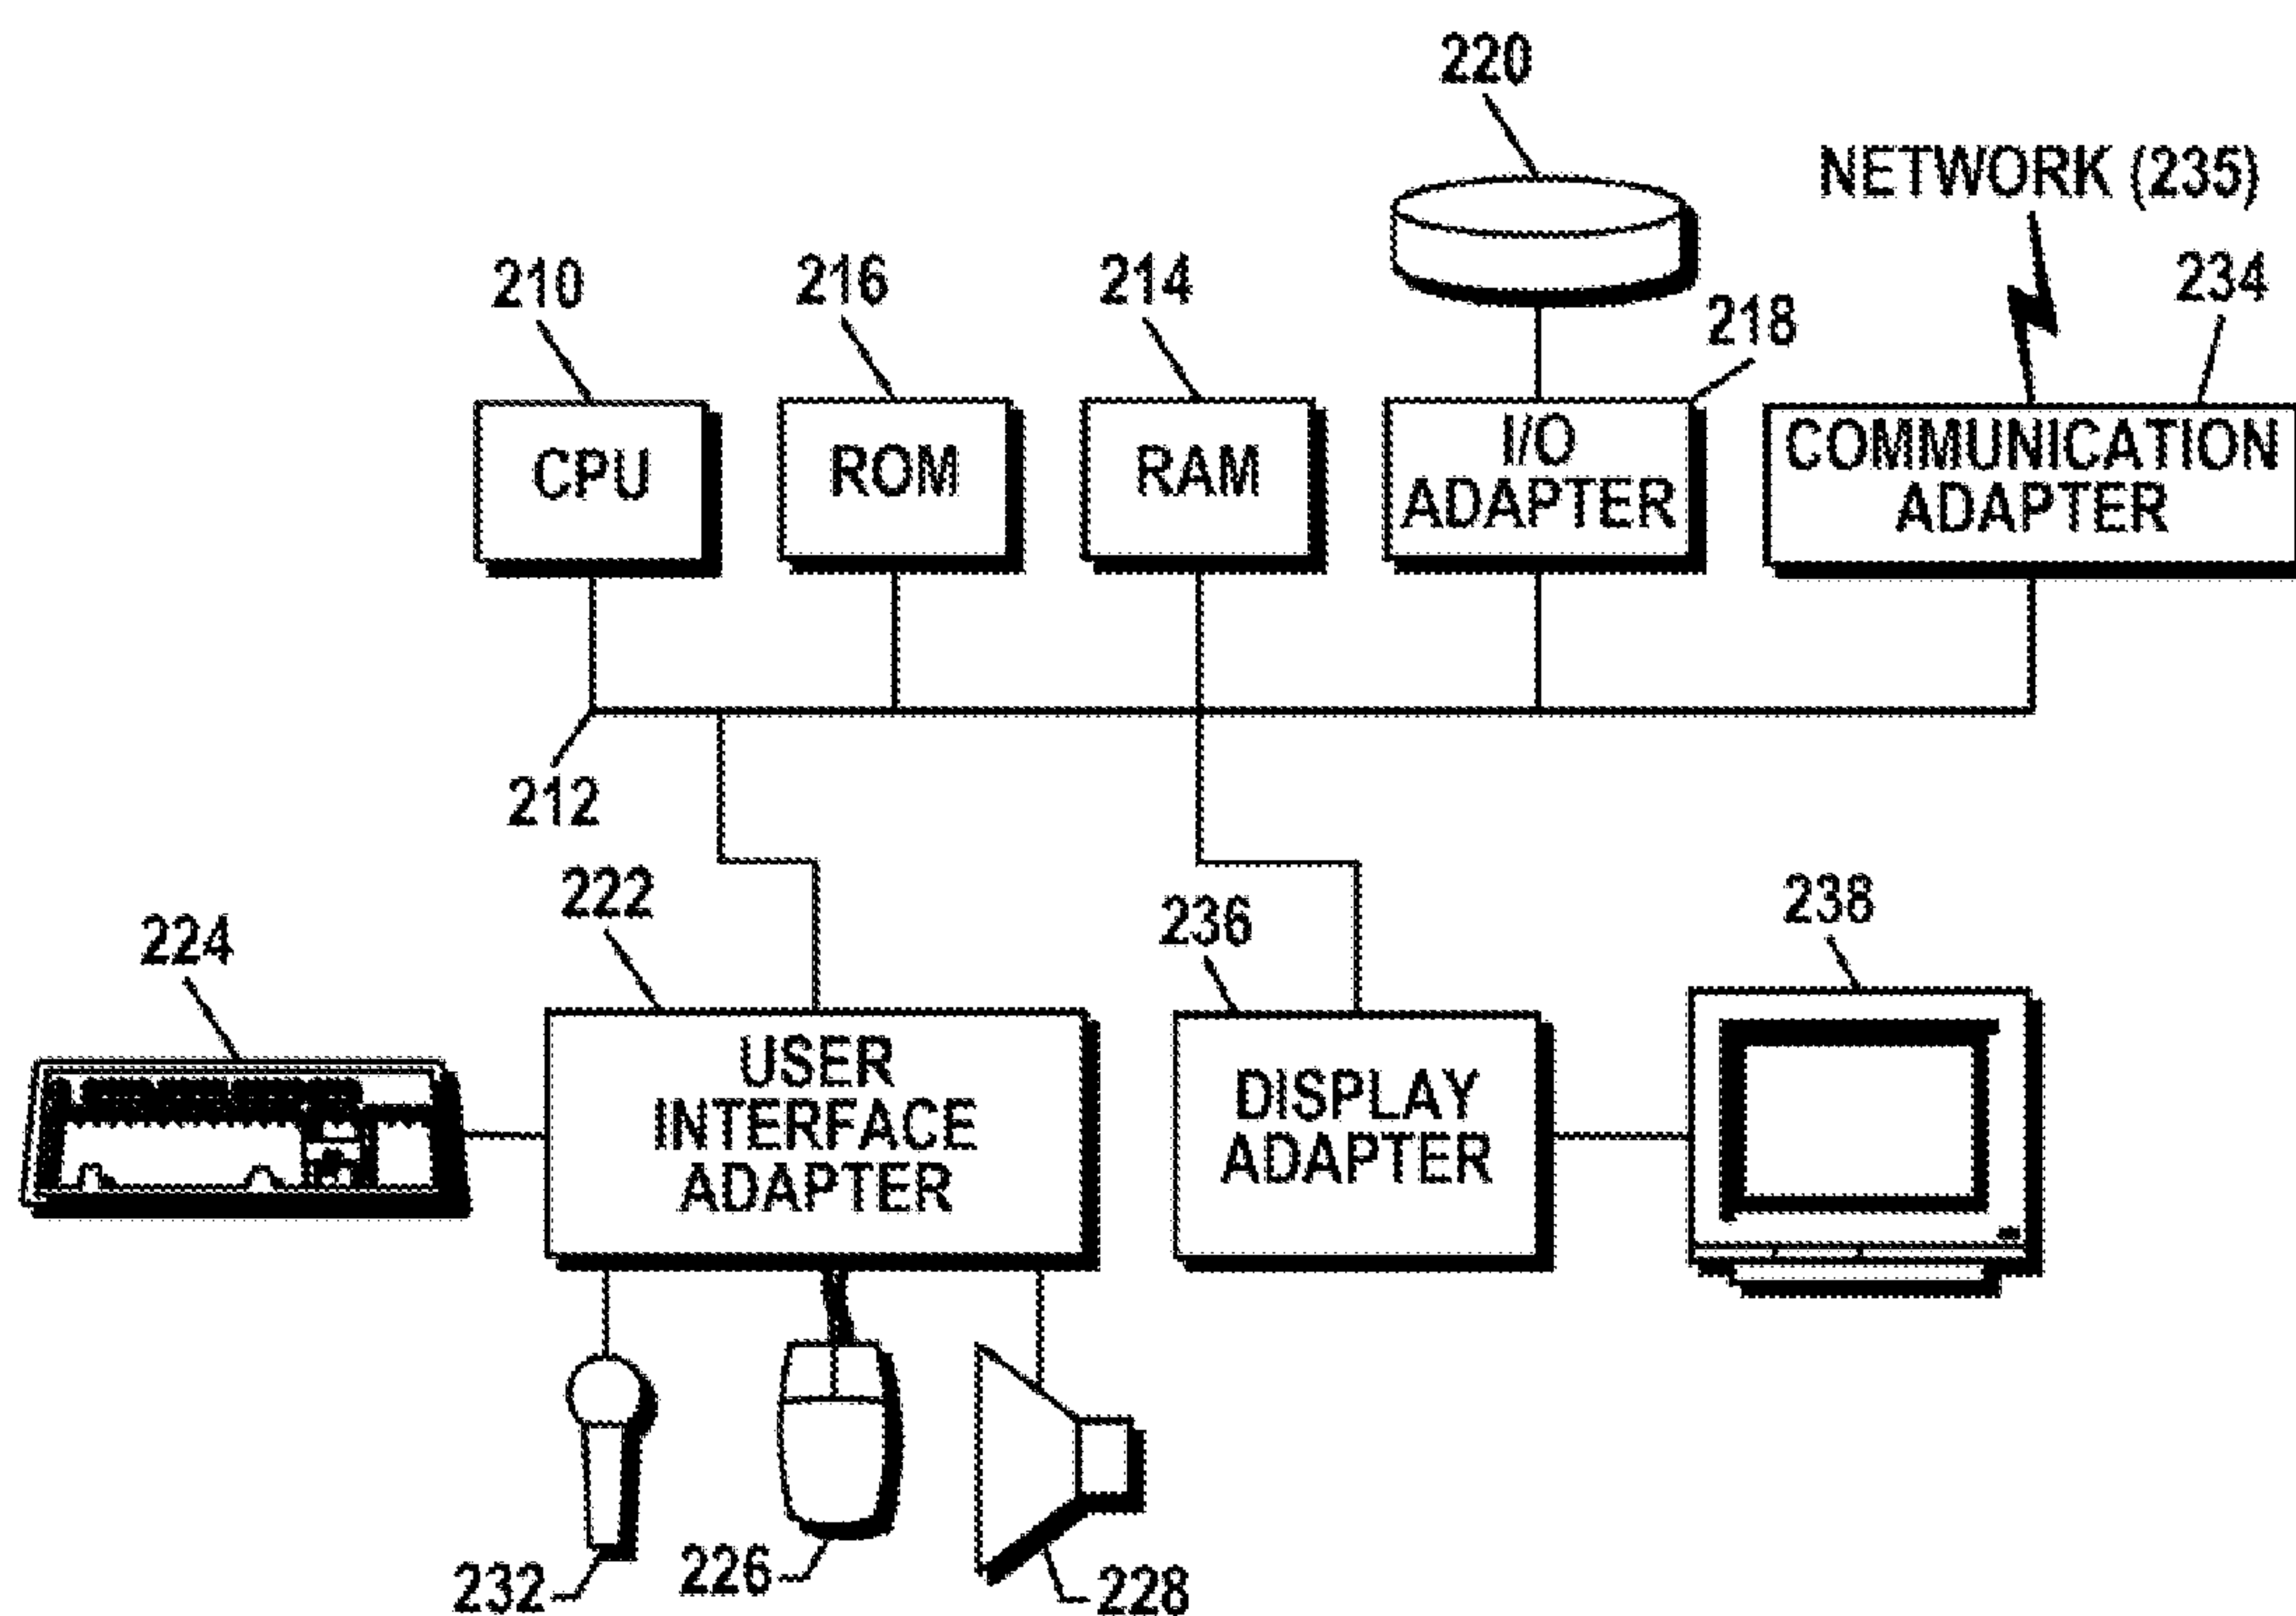 220
NETWORK (235)
210
216
214
218
234
CPU
ROM
RAM
I/O
ADAPTER
COMMUNICATION
ADAPTER
212
222
224
236
238
USER
INTERFACE
ADAPTER
DISPLAY
ADAPTER
232
226
228